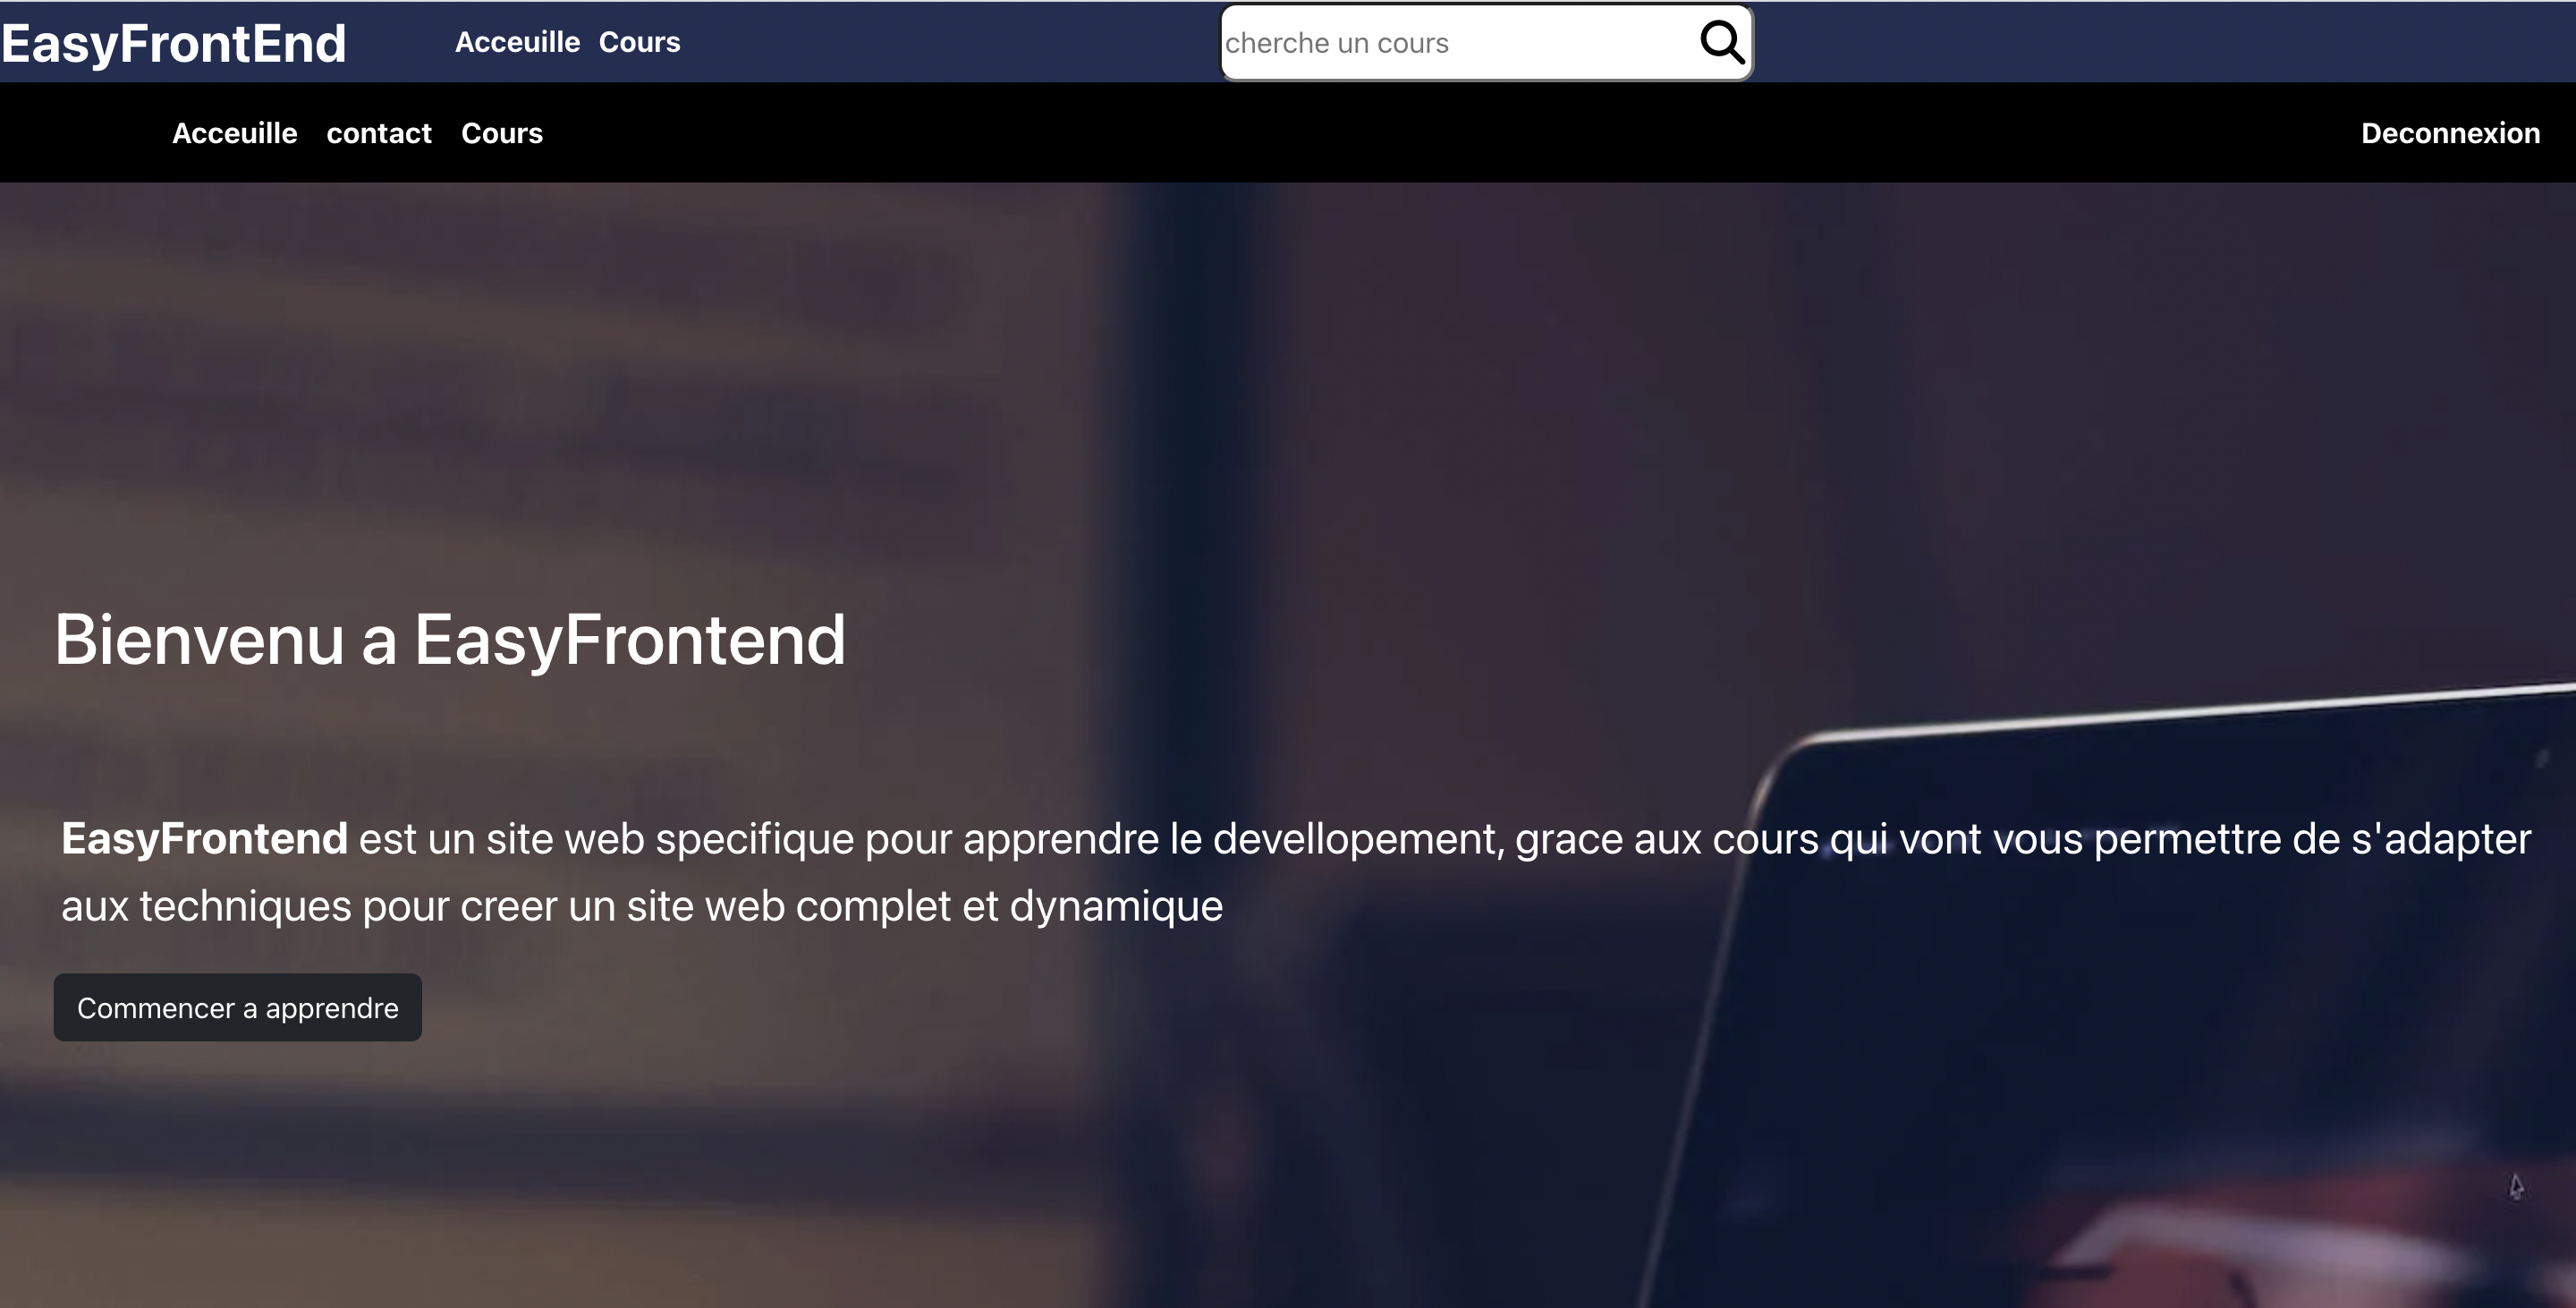 EasyFrontEnd Acceuille Cours cherche un cours
Acceuille contact Cours Deconnexion
Bienvenu a EasyFrontend
EasyFrontend est un site web specifique pour apprendre le devellopement, grace aux cours qui vont vous permettre de s'adapter
aux techniques pour creer un site web complet et dynamique
Commencer a apprendre